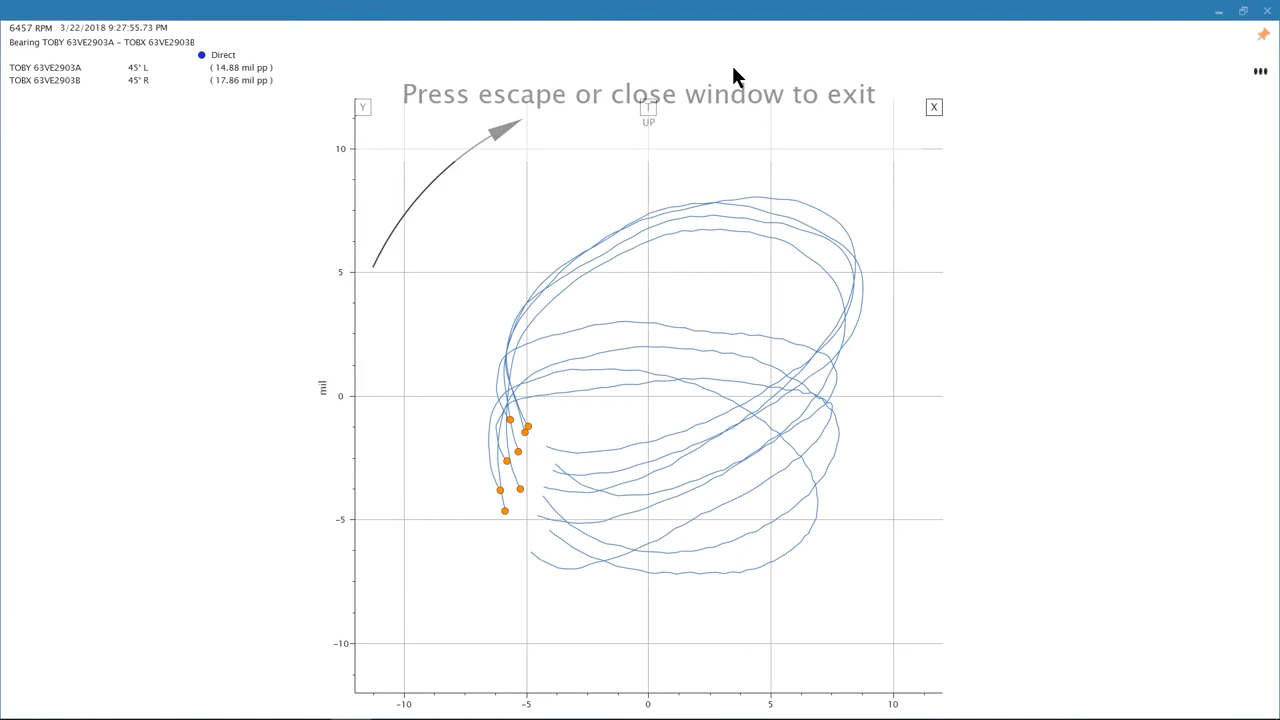 6457 RPM 3/22/2018 9:27:55.73 PM
Bearing TOBY 63VE2903A – TOBX 63VE2903B
Direct
TOBY 63VE2903A 45° L ( 14.88 mil pp )
TOBX 63VE2903B 45° R ( 17.86 mil pp )
Press escape or close window to exit
Y T X
UP
10
5
mil
0
−5
−10
−10 −5 0 5 10